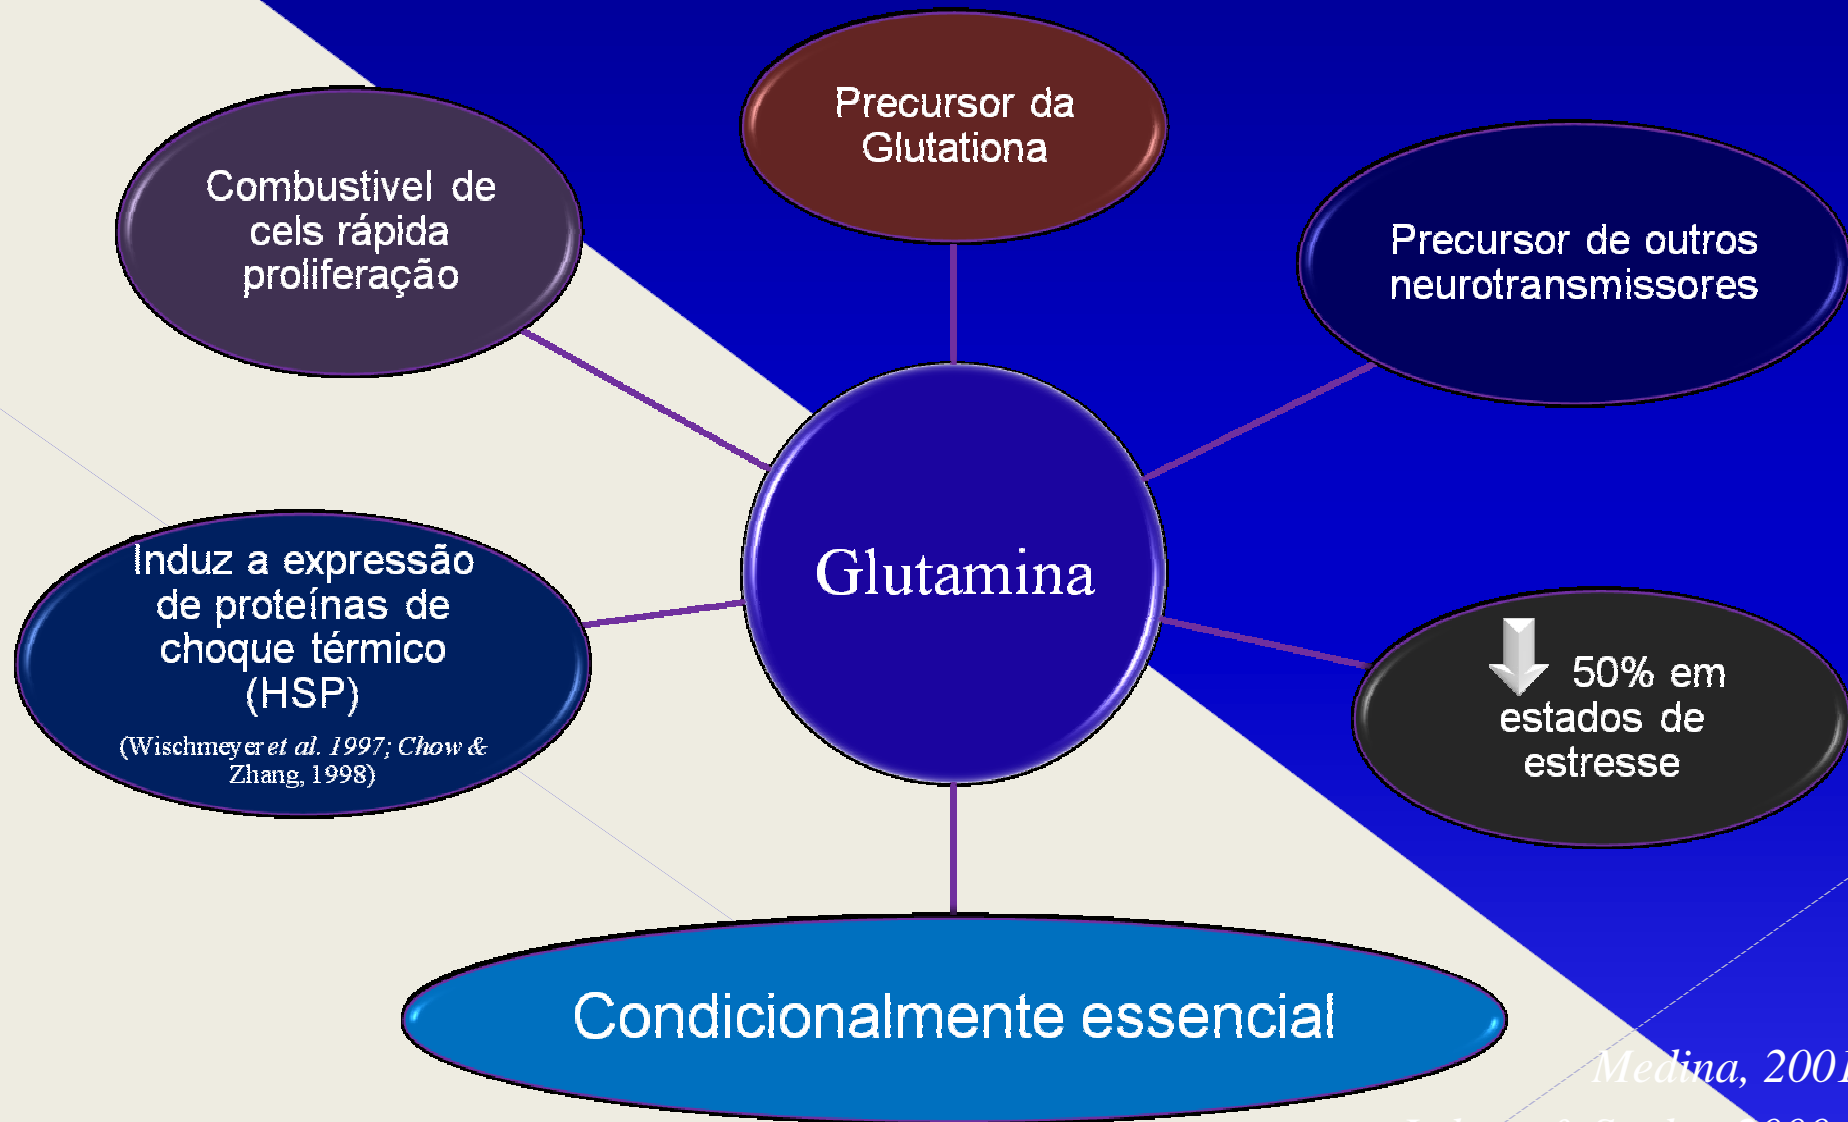 Precursor da
Glutationa
Combustivel de
cels rápida
proliferação
Precursor de outros
neurotransmissores
Glutamina
Induz a expressão
de proteínas de
choque térmico
(HSP)
(Wischmeyer et al. 1997; Chow &
Zhang, 1998)
50% em
estados de
estresse
Condicionalmente essencial
Medina, 2001